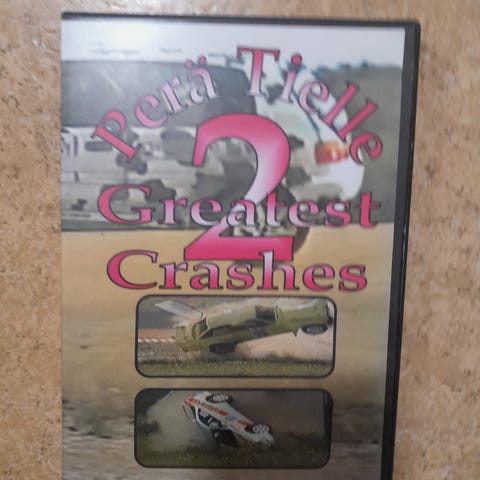 Perä Tielle
2
Greatest
Crashes